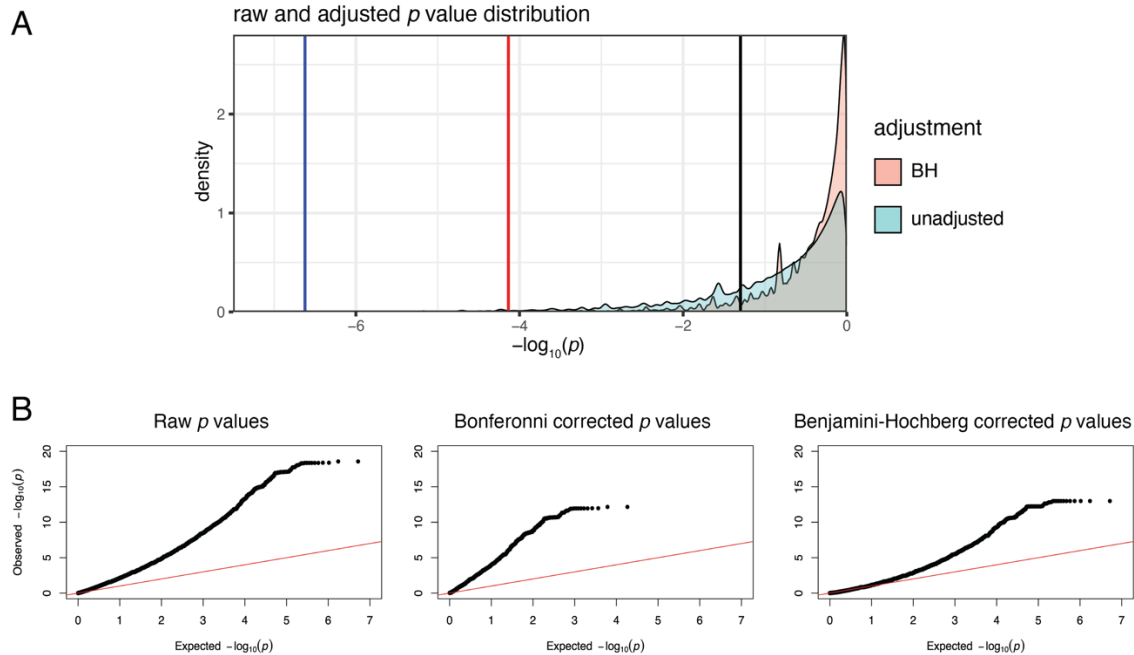 A
raw and adjusted p value distribution
density
2
1
0
−6
−4
−2
0
−log₁₀(p)
adjustment
BH
unadjusted
B
Raw p values
Observed −log₁₀(p)
20
15
10
5
0
0 1 2 3 4 5 6 7
Expected −log₁₀(p)
Bonferonni corrected p values
20
15
10
5
0
0 1 2 3 4 5 6 7
Expected −log₁₀(p)
Benjamini-Hochberg corrected p values
20
15
10
5
0
0 1 2 3 4 5 6 7
Expected −log₁₀(p)